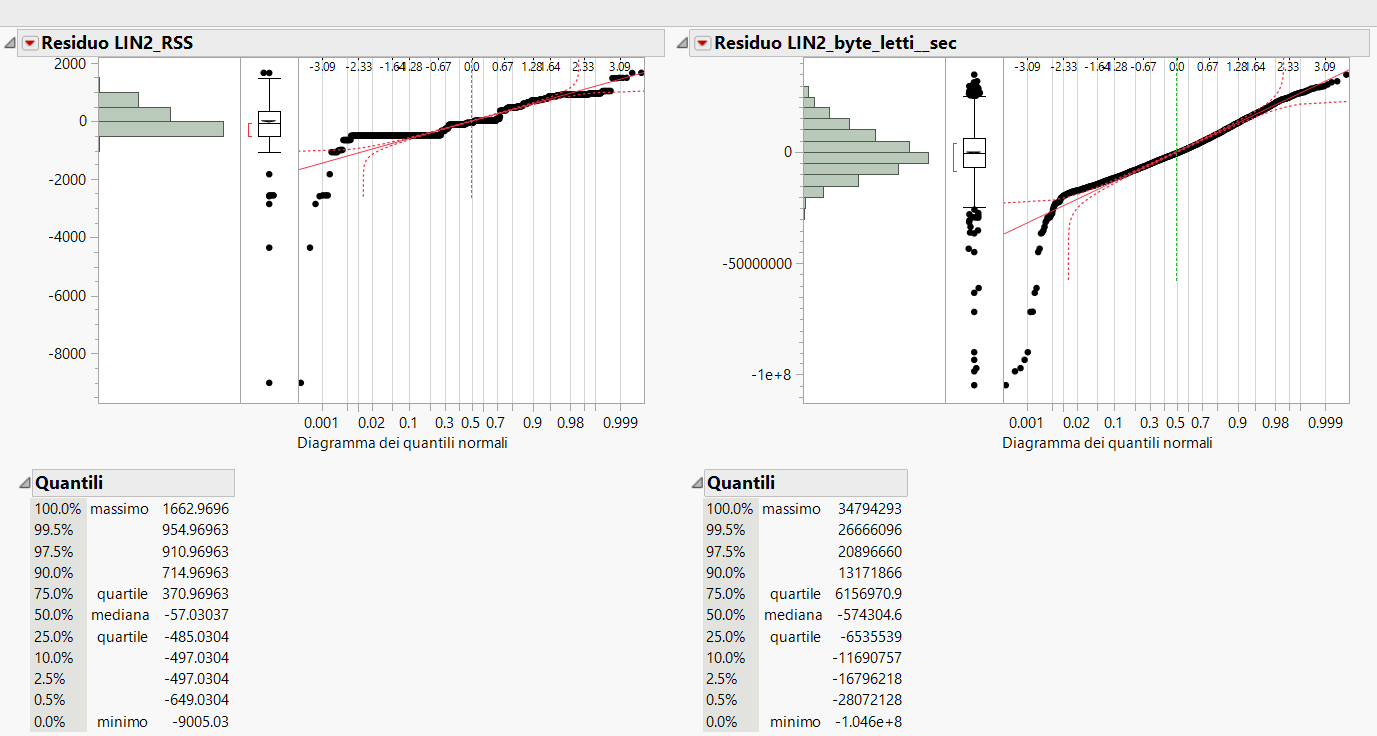 Residuo LIN2_RSS
-3.09 -2.33 -1.64 -1.28 -0.67 0.0 0.67 1.28 1.64 2.33 3.09
2000
0
-2000
-4000
-6000
-8000
0.001 0.02 0.1 0.3 0.5 0.7 0.9 0.98 0.999
Diagramma dei quantili normali
Quantili
100.0% massimo 1662.9696
99.5% 954.96963
97.5% 910.96963
90.0% 714.96963
75.0% quartile 370.96963
50.0% mediana -57.03037
25.0% quartile -485.0304
10.0% -497.0304
2.5% -497.0304
0.5% -649.0304
0.0% minimo -9005.03
Residuo LIN2_byte_letti__sec
-3.09 -2.33 -1.64 -1.28 -0.67 0.0 0.67 1.28 1.64 2.33 3.09
0
-50000000
-1e+8
0.001 0.02 0.1 0.3 0.5 0.7 0.9 0.98 0.999
Diagramma dei quantili normali
Quantili
100.0% massimo 34794293
99.5% 26666096
97.5% 20896660
90.0% 13171866
75.0% quartile 6156970.9
50.0% mediana -574304.6
25.0% quartile -6535539
10.0% -11690757
2.5% -16796218
0.5% -28072128
0.0% minimo -1.046e+8